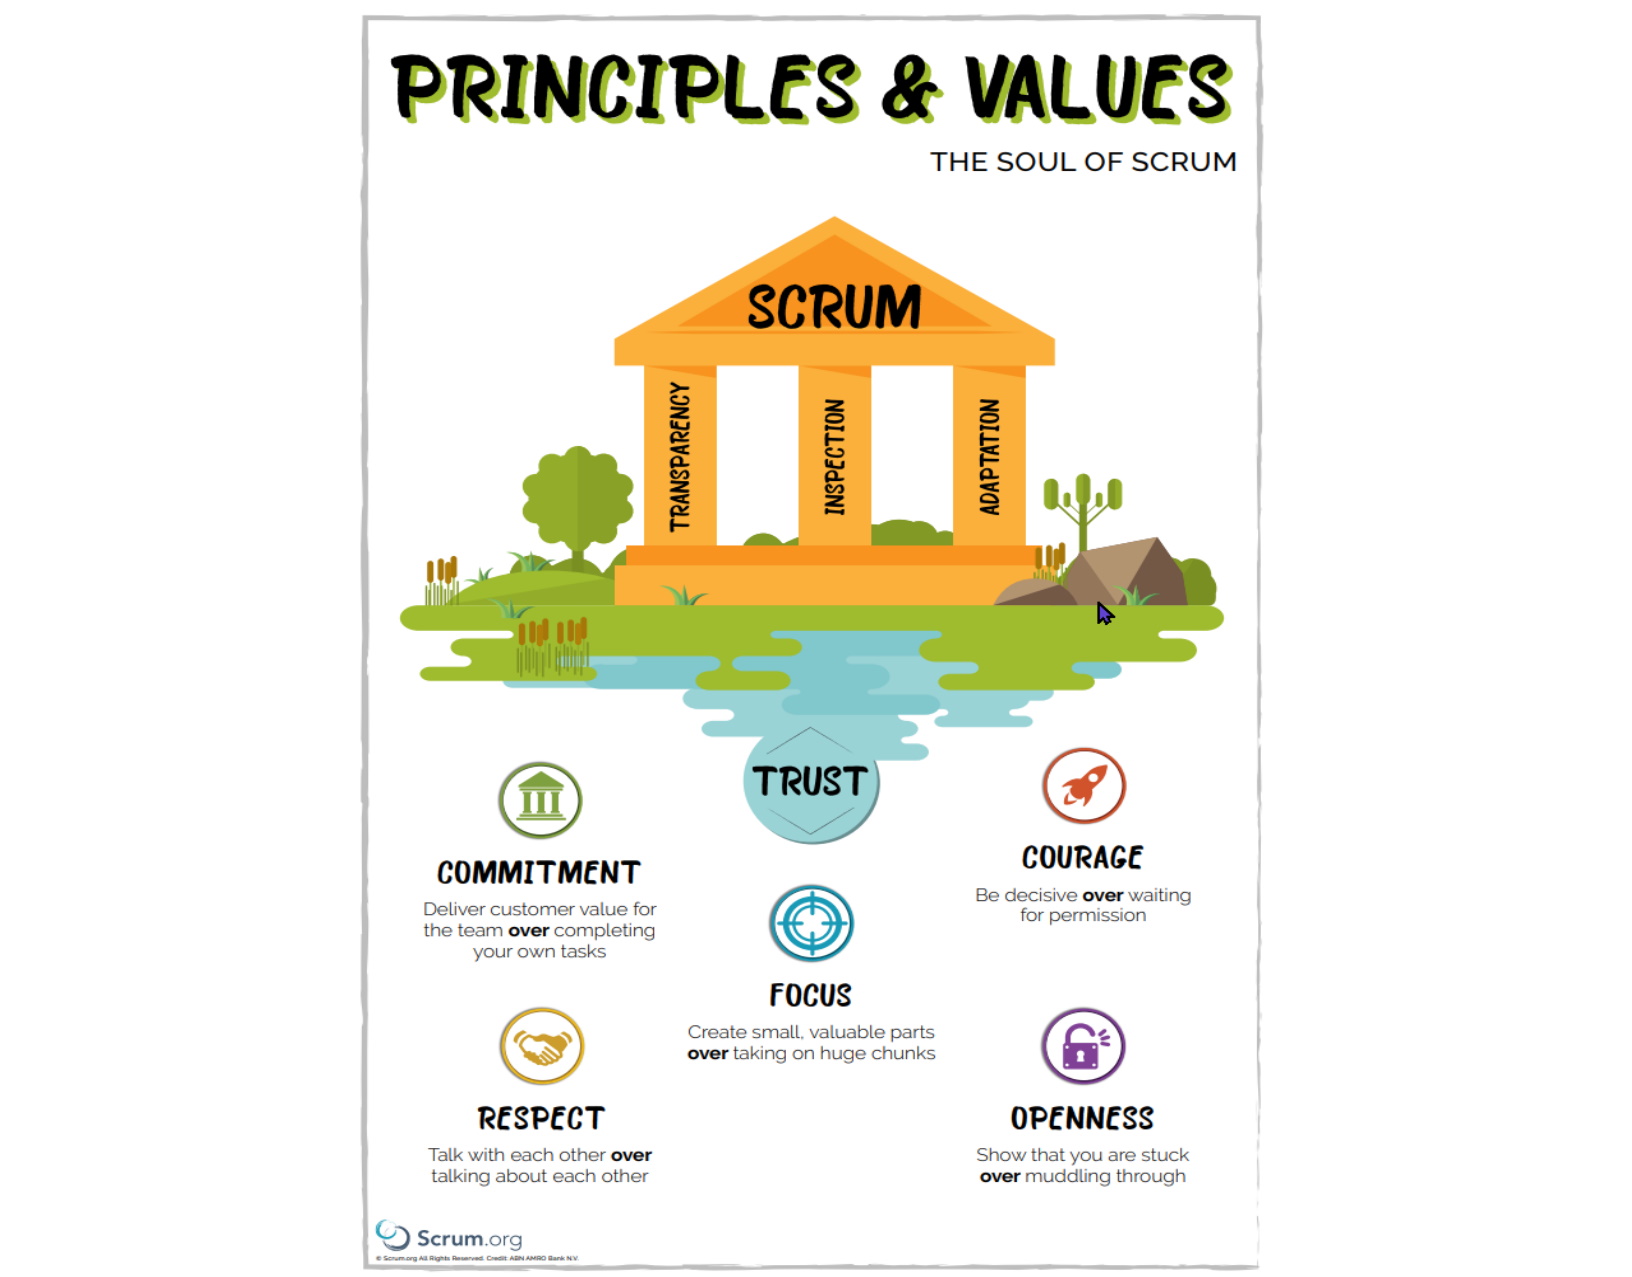 PRINCIPLES & VALUES
THE SOUL OF SCRUM
SCRUM
TRANSPARENCY
INSPECTION
ADAPTATION
TRUST
COMMITMENT
Deliver customer value for
the team over completing
your own tasks
COURAGE
Be decisive over waiting
for permission
FOCUS
Create small, valuable parts
over taking on huge chunks
RESPECT
Talk with each other over
talking about each other
OPENNESS
Show that you are stuck
over muddling through
Scrum.org
© Scrum.org All Rights Reserved. Credit: ABN AMRO Bank N.V.